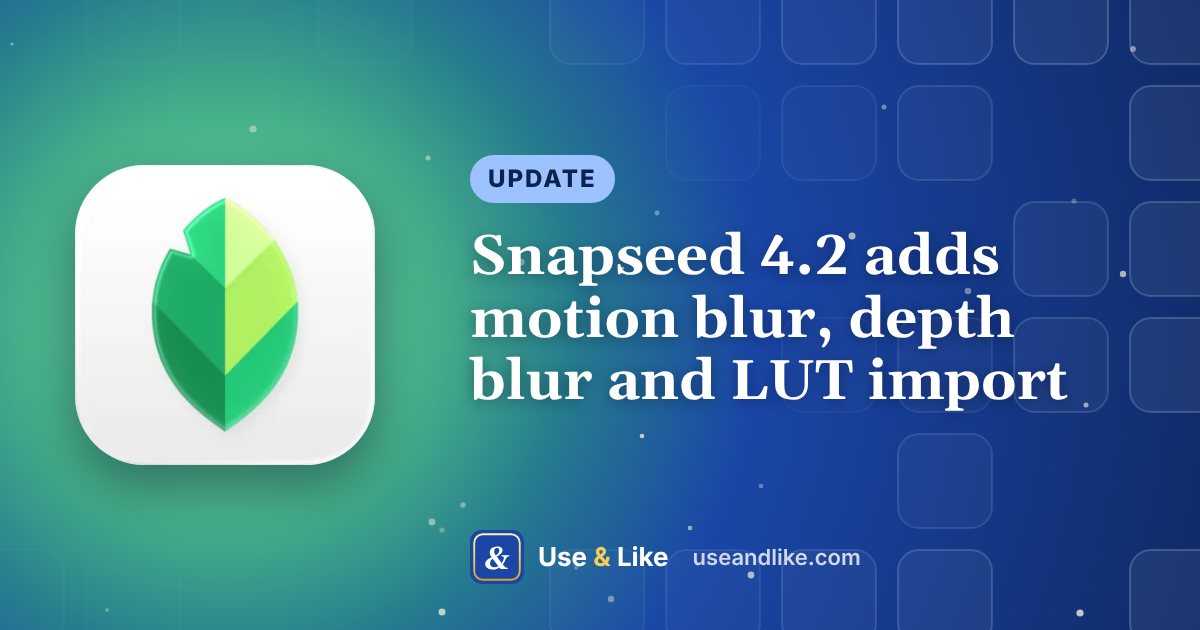 UPDATE
Snapseed 4.2 adds
motion blur, depth
blur and LUT import
& Use & Like useandlike.com